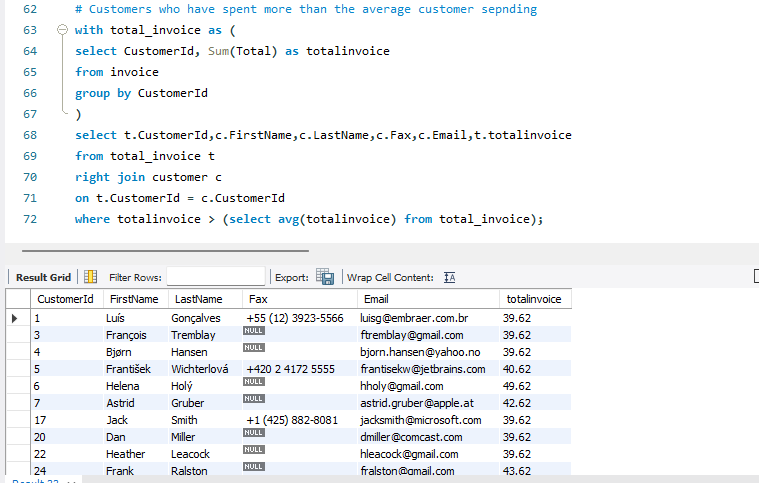 62 # Customers who have spent more than the average customer sepnding
63 with total_invoice as (
64 select CustomerId, Sum(Total) as totalinvoice
65 from invoice
66 group by CustomerId
67 )
68 select t.CustomerId,c.FirstName,c.LastName,c.Fax,c.Email,t.totalinvoice
69 from total_invoice t
70 right join customer c
71 on t.CustomerId = c.CustomerId
72 where totalinvoice > (select avg(totalinvoice) from total_invoice);
Result Grid Filter Rows: Export: Wrap Cell Content: IA
CustomerId FirstName LastName Fax Email totalinvoice
1 Luís Gonçalves +55 (12) 3923-5566 luisg@embraer.com.br 39.62
3 François Tremblay NULL ftremblay@gmail.com 39.62
4 Bjørn Hansen NULL bjorn.hansen@yahoo.no 39.62
5 František Wichterlová +420 2 4172 5555 frantisekw@jetbrains.com 40.62
6 Helena Holý NULL hholy@gmail.com 49.62
7 Astrid Gruber NULL astrid.gruber@apple.at 42.62
17 Jack Smith +1 (425) 882-8081 jacksmith@microsoft.com 39.62
20 Dan Miller NULL dmiller@comcast.com 39.62
22 Heather Leacock NULL hleacock@gmail.com 39.62
24 Frank Ralston NULL fralston@gmail.com 43.62